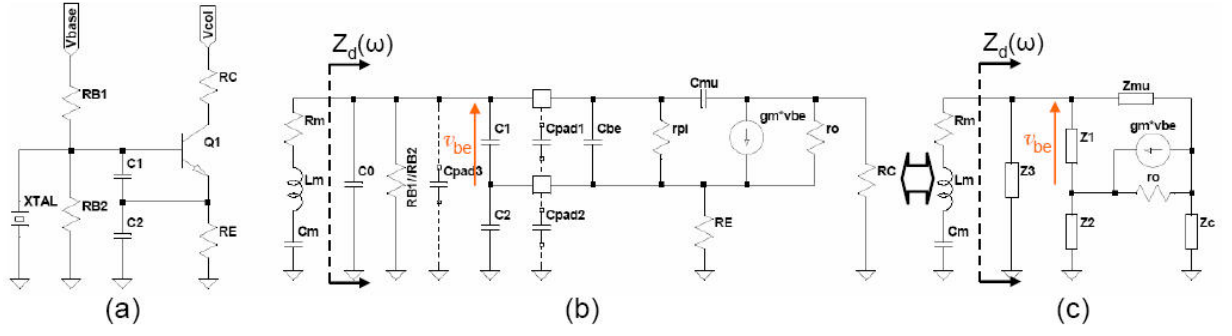 Vbase
Vcol
RC
RB1
Q1
C1
XTAL
RB2
C2
RE
(a)
Zd(ω)
Rm
Lm
Cm
C0
RB1//RB2
Cpad3
vbe
C1
C2
Cpad1
Cpad2
Cbe
rpi
Cmu
gm*vbe
ro
RE
RC
(b)
Zd(ω)
Rm
Lm
Cm
Z3
vbe
Z1
Z2
Zmu
gm*vbe
ro
Zc
(c)